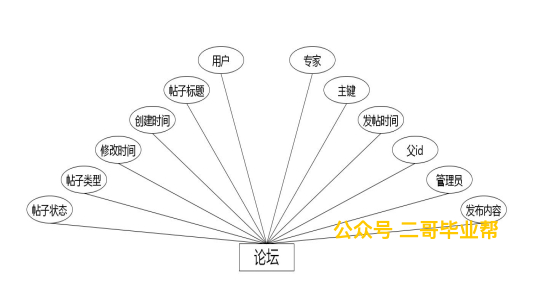 用户
专家
帖子标题
主键
创建时间
发帖时间
修改时间
父id
帖子类型
管理员
帖子状态
发布内容
公众号 二哥毕业帮
论坛